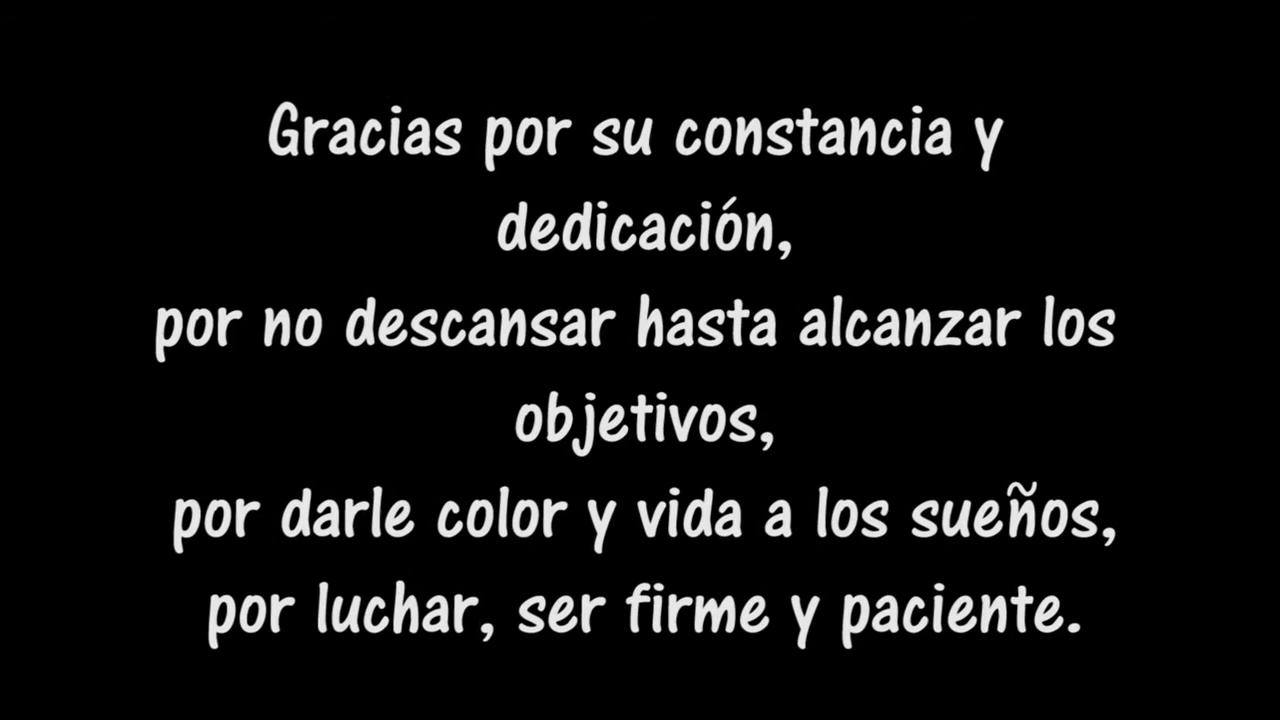 Gracias por su constancia y
dedicación,
por no descansar hasta alcanzar los
objetivos,
por darle color y vida a los sueños,
por luchar, ser firme y paciente.